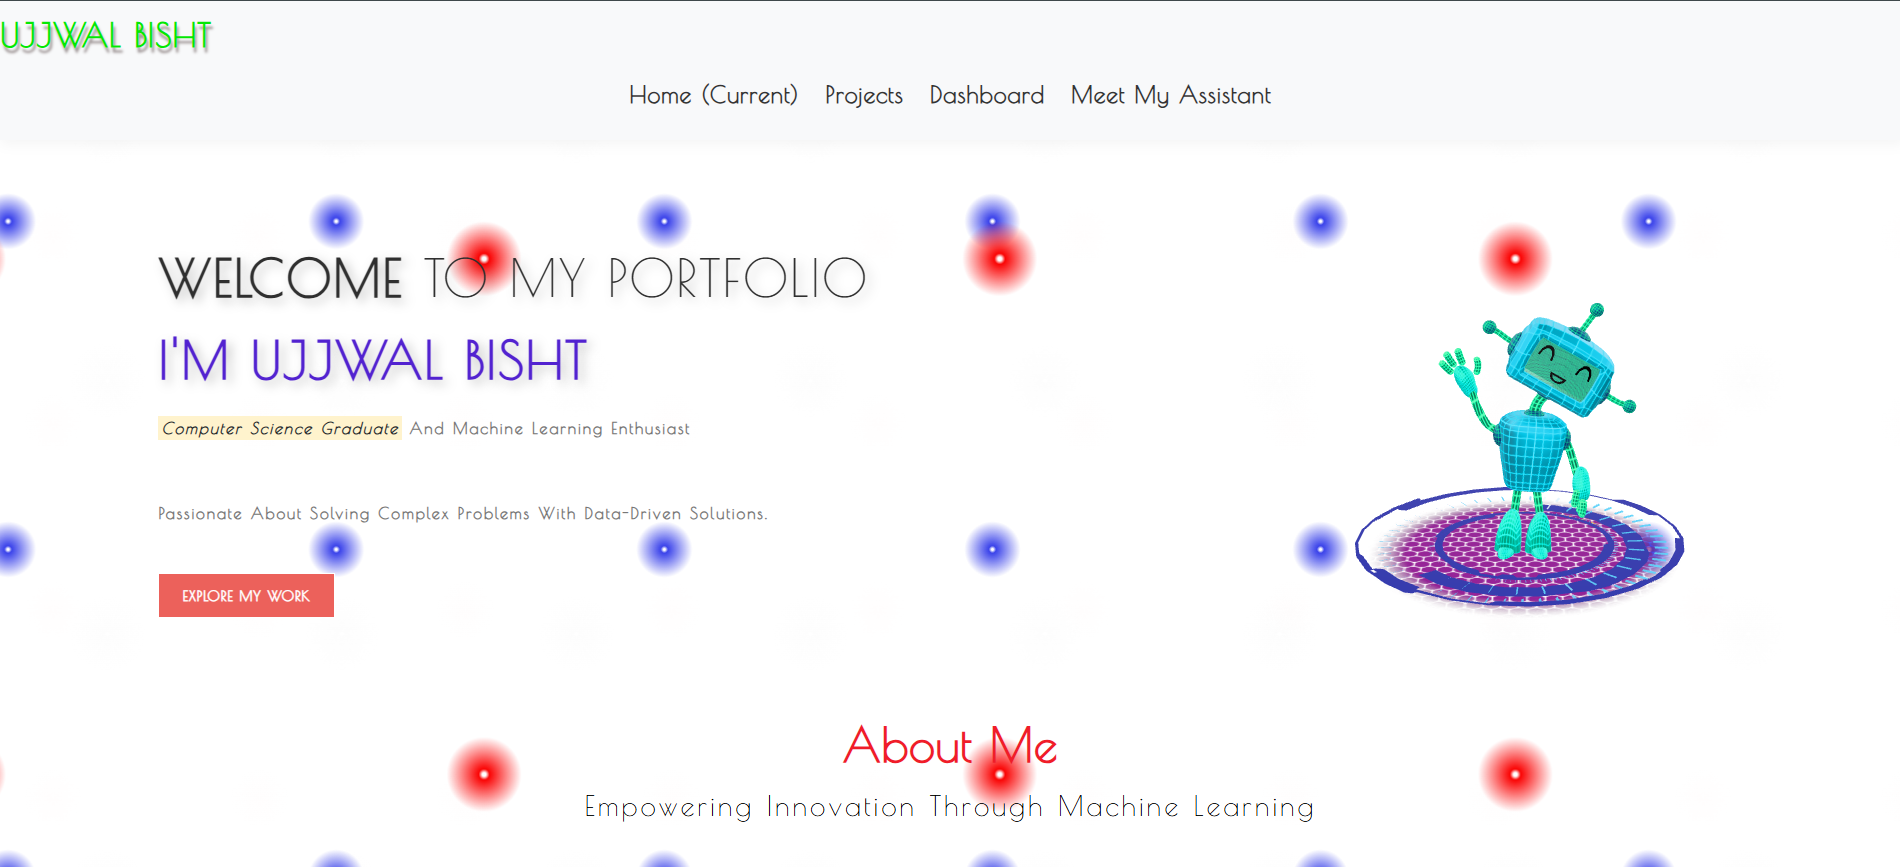 UJJWAL BISHT
Home (Current) Projects Dashboard Meet My Assistant
WELCOME TO MY PORTFOLIO
I'M UJJWAL BISHT
Computer Science Graduate And Machine Learning Enthusiast
Passionate About Solving Complex Problems With Data-Driven Solutions.
EXPLORE MY WORK
About Me
Empowering Innovation Through Machine Learning